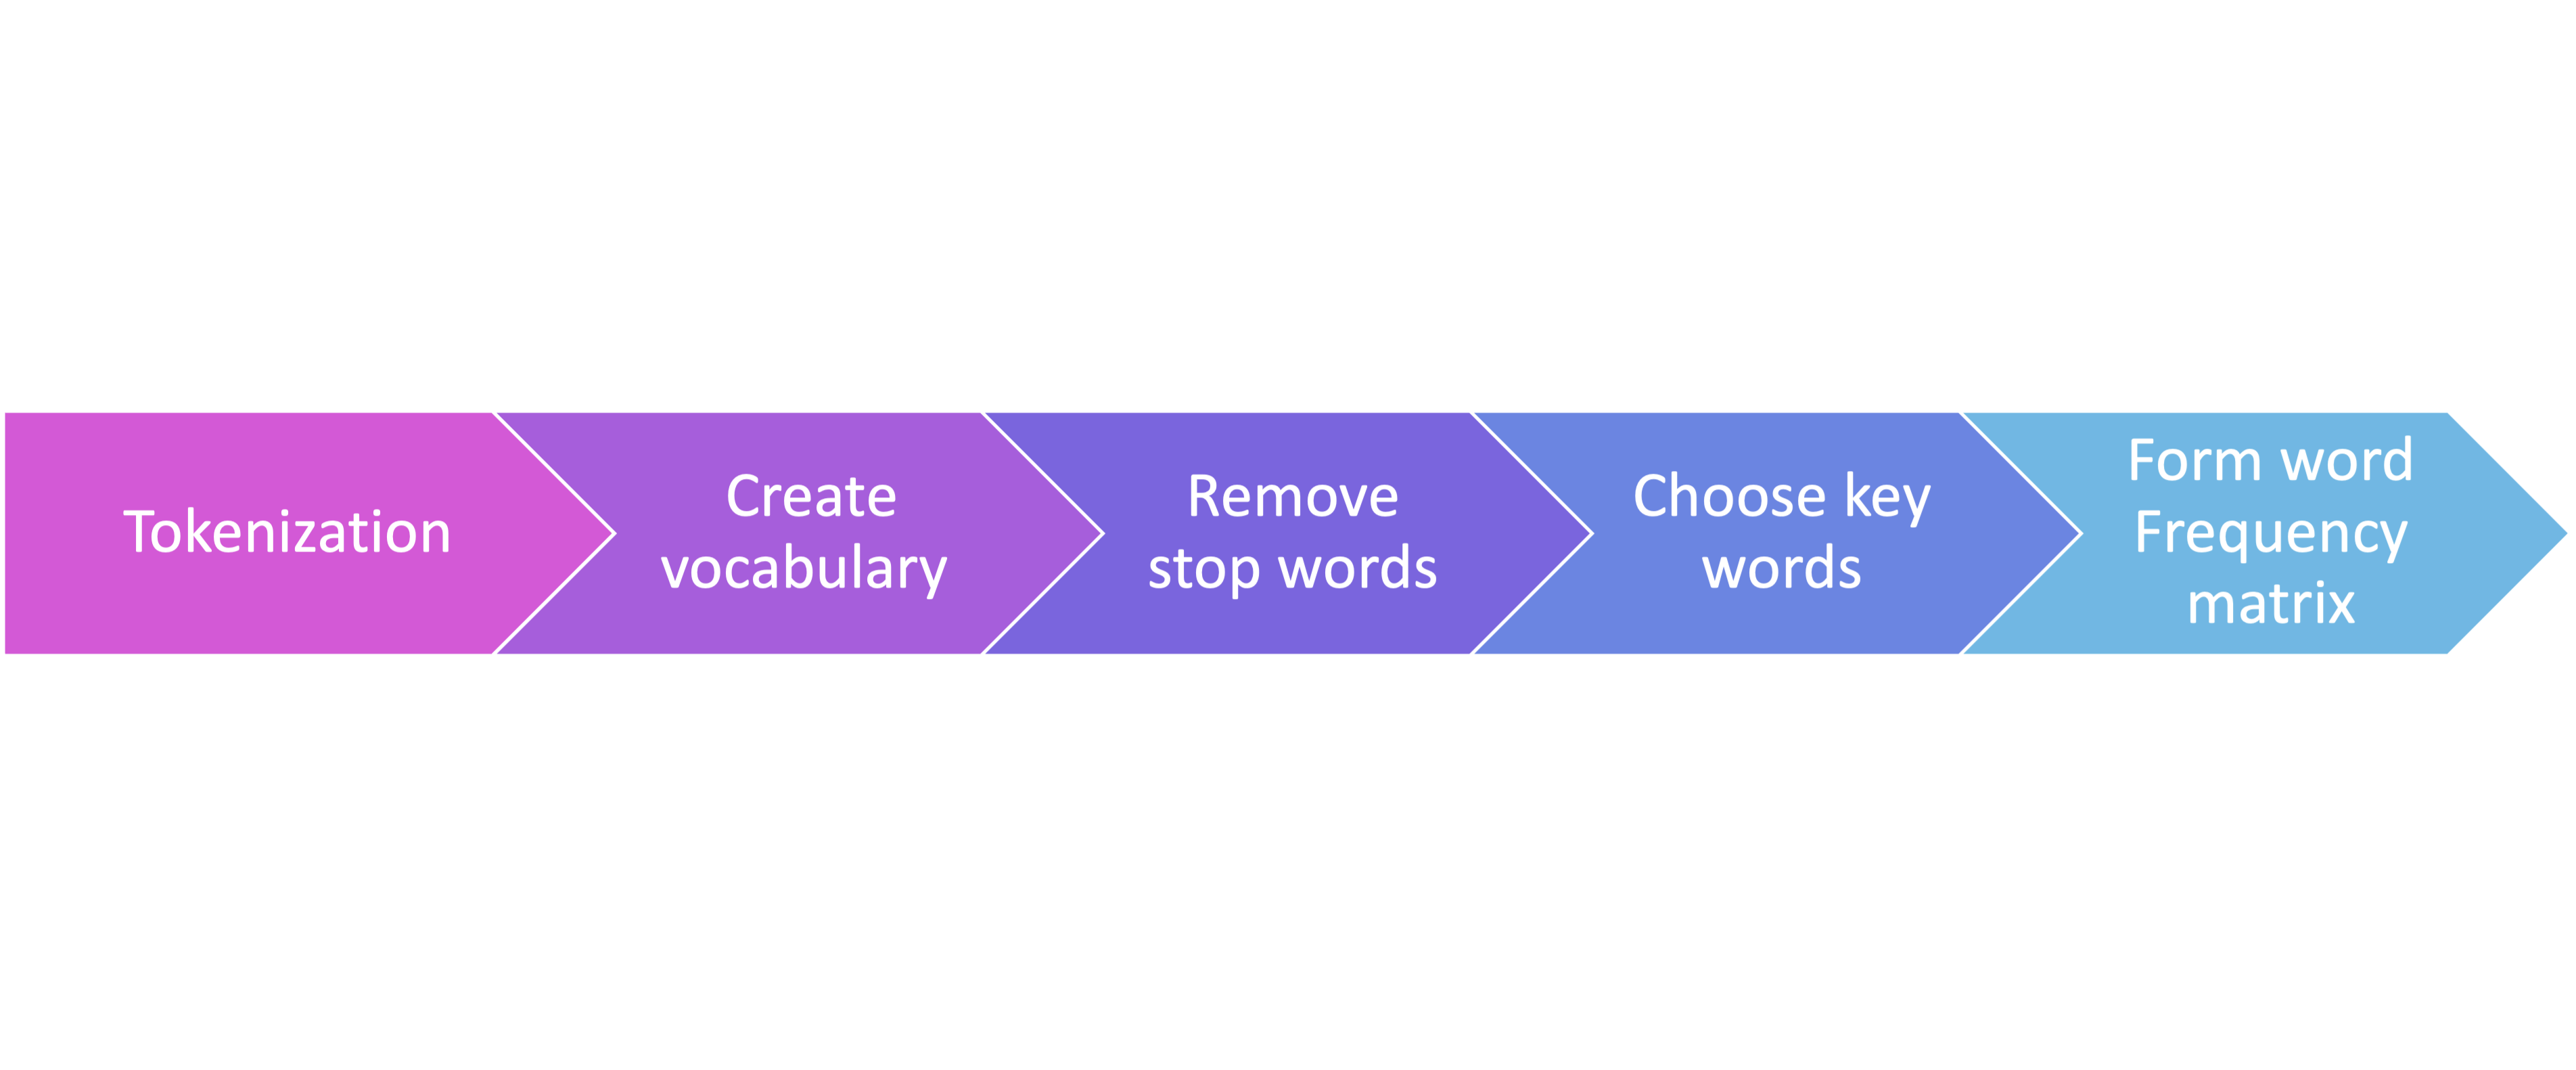 Tokenization
Create
vocabulary
Remove
stop words
Choose key
words
Form word
Frequency
matrix